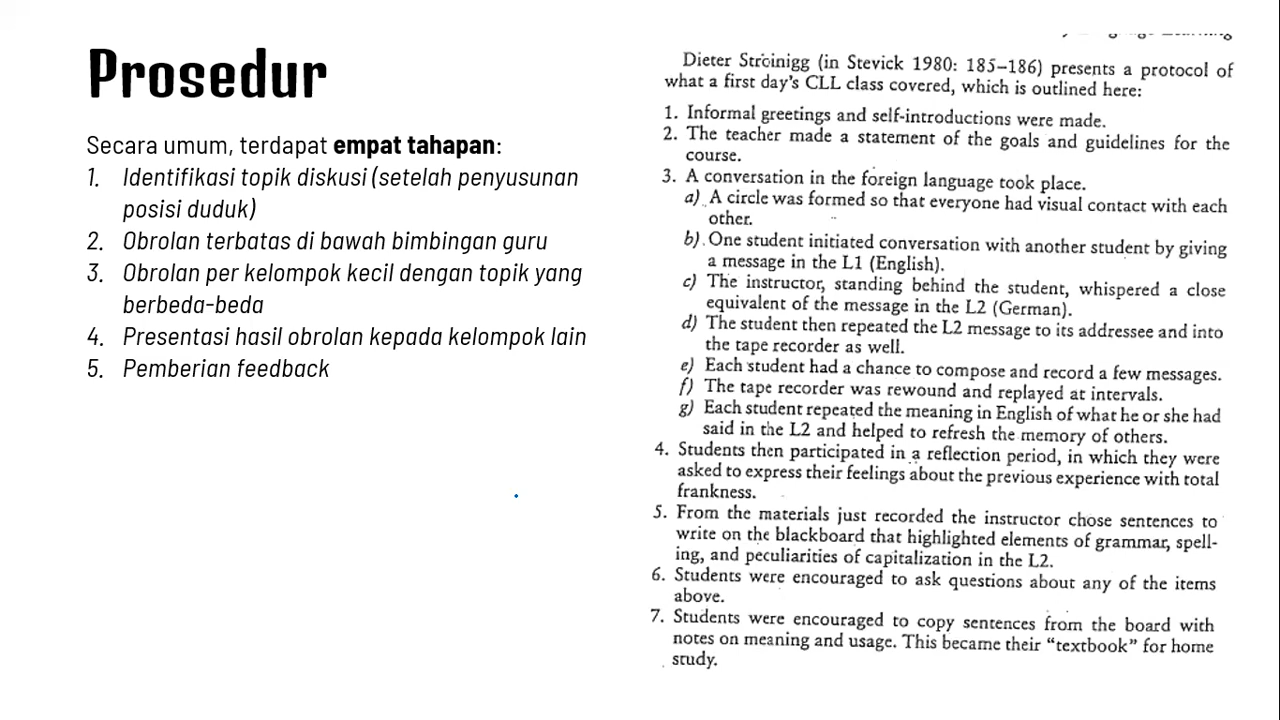 Prosedur
Secara umum, terdapat empat tahapan:
1. Identifikasi topik diskusi (setelah penyusunan
posisi duduk)
2. Obrolan terbatas di bawah bimbingan guru
3. Obrolan per kelompok kecil dengan topik yang
berbeda-beda
4. Presentasi hasil obrolan kepada kelompok lain
5. Pemberian feedback
Dieter Stroinigg (in Stevick 1980: 185–186) presents a protocol of
what a first day's CLL class covered, which is outlined here:
1. Informal greetings and self-introductions were made.
2. The teacher made a statement of the goals and guidelines for the
course.
3. A conversation in the foreign language took place.
a) A circle was formed so that everyone had visual contact with each
other.
b) One student initiated conversation with another student by giving
a message in the L1 (English).
c) The instructor, standing behind the student, whispered a close
equivalent of the message in the L2 (German).
d) The student then repeated the L2 message to its addressee and into
the tape recorder as well.
e) Each student had a chance to compose and record a few messages.
f) The tape recorder was rewound and replayed at intervals.
g) Each student repeated the meaning in English of what he or she had
said in the L2 and helped to refresh the memory of others.
4. Students then participated in a reflection period, in which they were
asked to express their feelings about the previous experience with total
frankness.
5. From the materials just recorded the instructor chose sentences to
write on the blackboard that highlighted elements of grammar, spell-
ing, and peculiarities of capitalization in the L2.
6. Students were encouraged to ask questions about any of the items
above.
7. Students were encouraged to copy sentences from the board with
notes on meaning and usage. This became their "textbook" for home
study.